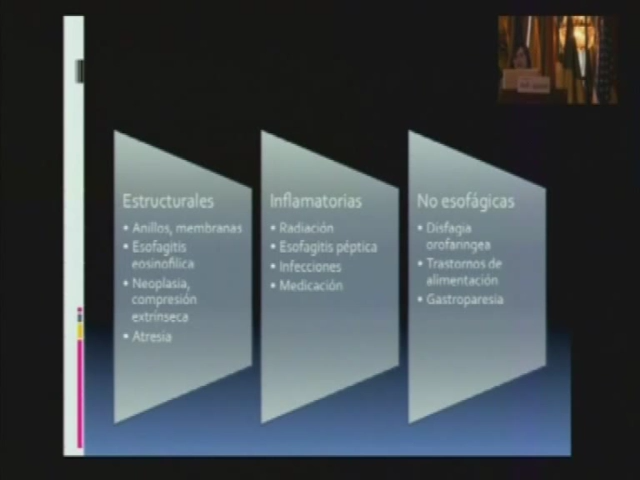 Estructurales
• Anillos, membranas
• Esofagitis
eosinofílica
• Neoplasia,
compresión
extrínseca
• Atresia
Inflamatorias
• Radiación
• Esofagitis péptica
• Infecciones
• Medicación
No esofágicas
• Disfagia
orofaringea
• Trastornos de
alimentación
• Gastroparesia